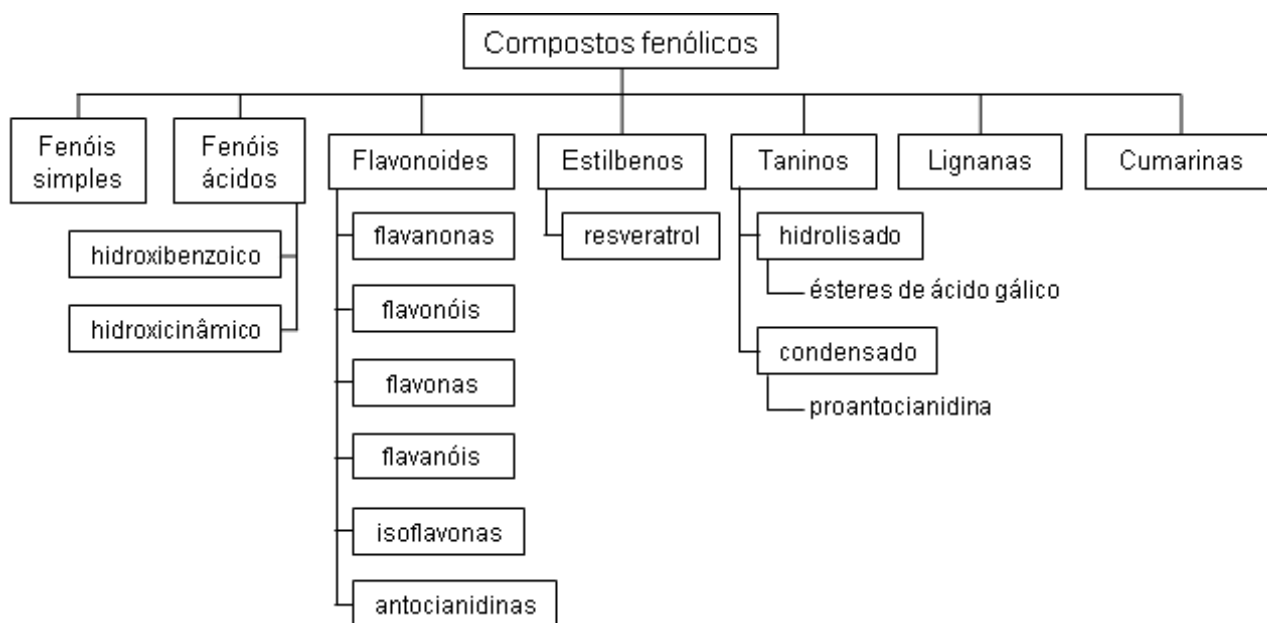 Compostos fenólicos
Fenóis
simples
Fenóis
ácidos
Flavonoides
Estilbenos
Taninos
Lignanas
Cumarinas
hidroxibenzoico
hidroxicinâmico
flavanonas
flavonóis
flavonas
flavanóis
isoflavonas
antocianidinas
resveratrol
hidrolisado
ésteres de ácido gálico
condensado
proantocianidina